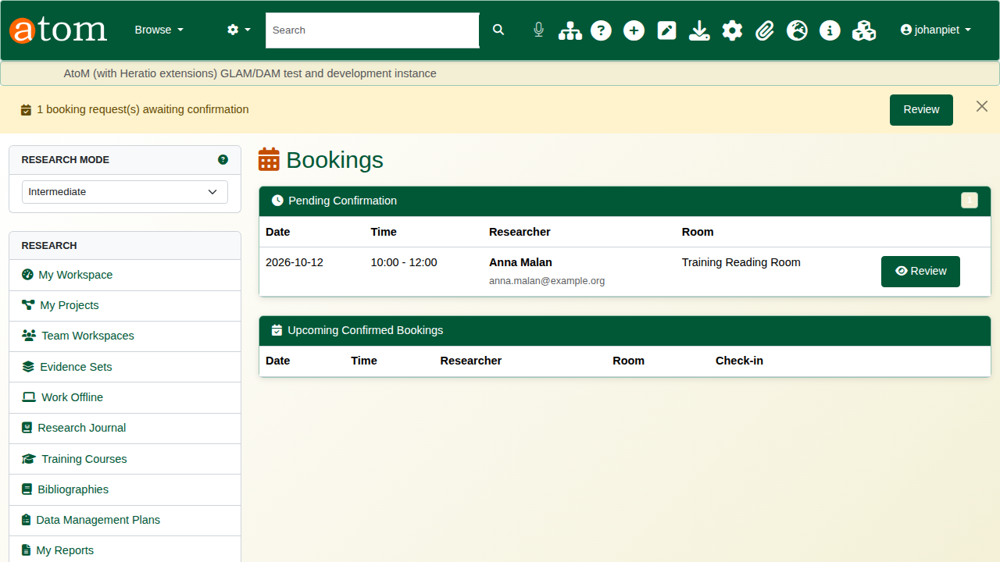 atom
Browse
Search
johanpiet
AtoM (with Heratio extensions) GLAM/DAM test and development instance
1 booking request(s) awaiting confirmation
Review
RESEARCH MODE
Intermediate
RESEARCH
My Workspace
My Projects
Team Workspaces
Evidence Sets
Work Offline
Research Journal
Training Courses
Bibliographies
Data Management Plans
My Reports
Bookings
Pending Confirmation
1
Date Time Researcher Room
2026-10-12 10:00 - 12:00 Anna Malan Training Reading Room Review
anna.malan@example.org
Upcoming Confirmed Bookings
Date Time Researcher Room Check-in